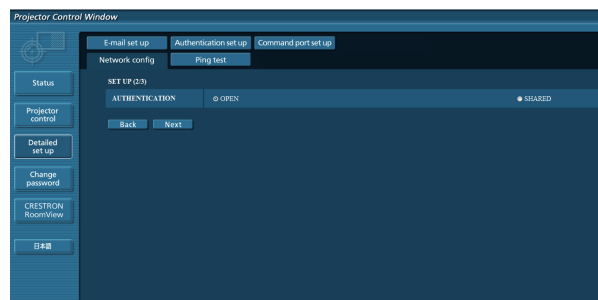 Projector Control Window
E-mail set up
Authentication set up
Command port set up
Network config
Ping test
Status
SET UP (2/3)
AUTHENTICATION
OPEN
SHARED
Projector
control
Back
Next
Detailed
set up
Change
password
CRESTRON
RoomView
日本語